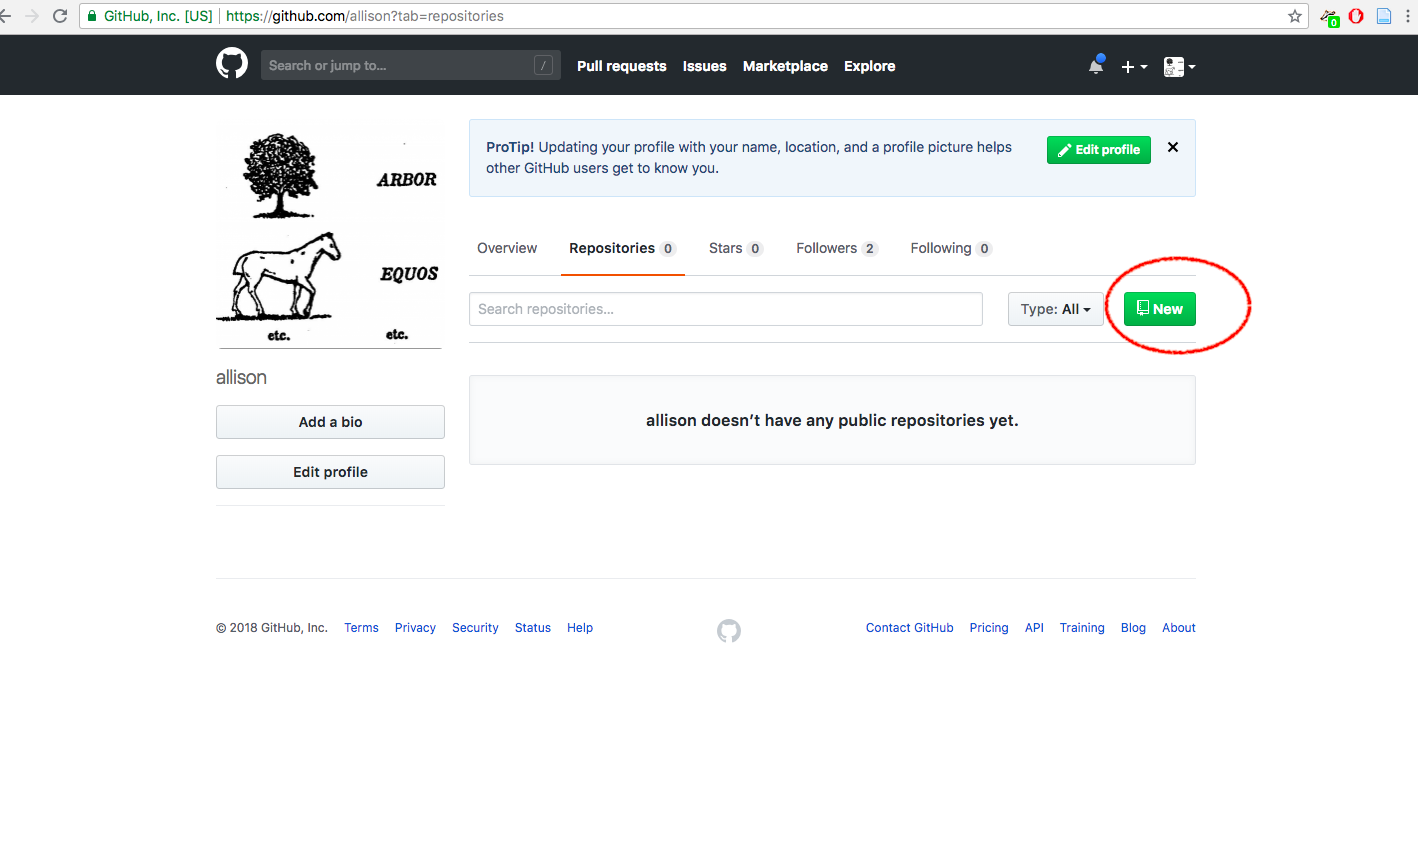 GitHub, Inc. [US] https://github.com/allison?tab=repositories
0
Search or jump to... / Pull requests Issues Marketplace Explore
ARBOR
EQUOS
etc. etc.
allison
Add a bio
Edit profile
ProTip! Updating your profile with your name, location, and a profile picture helps
other GitHub users get to know you.
Edit profile
Overview Repositories 0 Stars 0 Followers 2 Following 0
Search repositories... Type: All New
allison doesn’t have any public repositories yet.
© 2018 GitHub, Inc. Terms Privacy Security Status Help Contact GitHub Pricing API Training Blog About